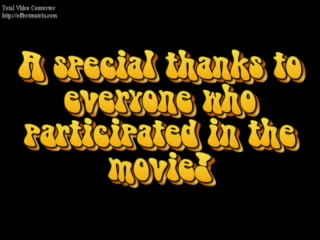 Total Video Converter
http://effectmatrix.com
A special thanks to
everyone who
participated in the
movie!